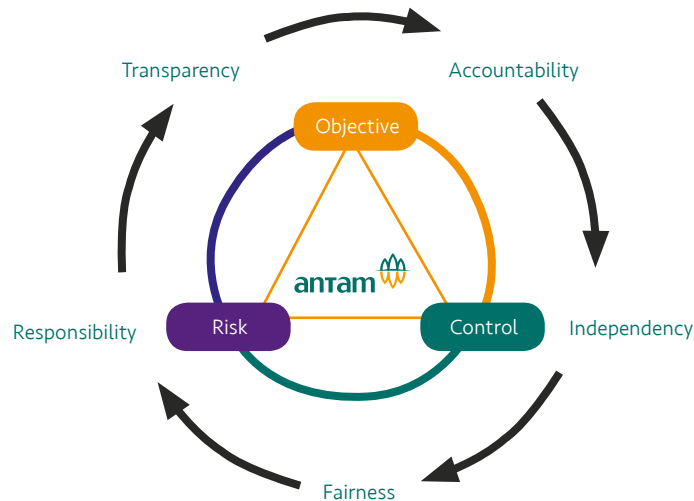 Transparency
Accountability
Objective
antam
Risk
Control
Responsibility
Independency
Fairness